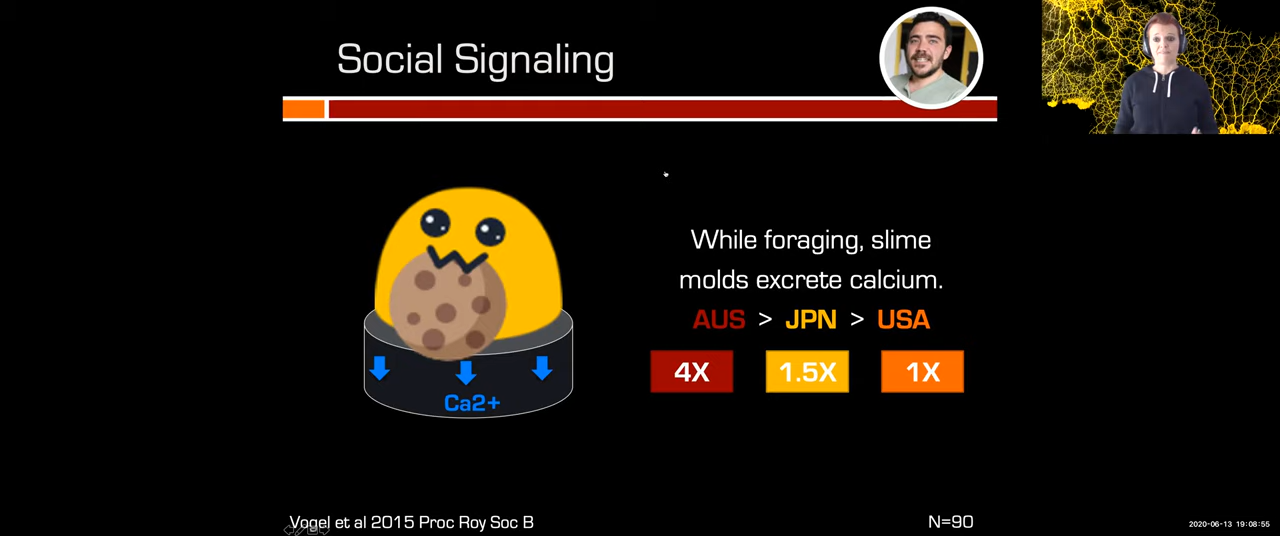 Social Signaling
While foraging, slime
molds excrete calcium.
AUS > JPN > USA
4X 1.5X 1X
Ca2+
Vogel et al 2015 Proc Roy Soc B
N=90
2020-06-13 19:08:55